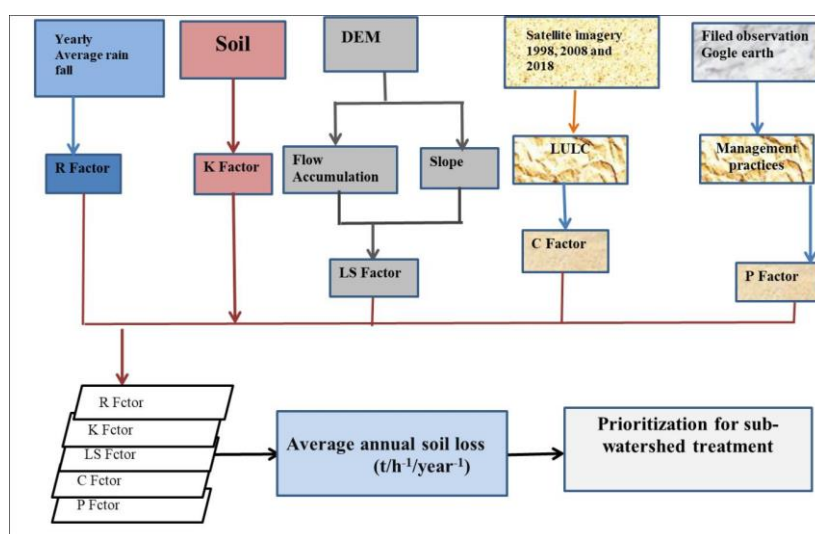 Yearly
Average rain
fall
Soil
DEM
Satellite imagery
1998, 2008 and
2018
Filed observation
Gogle earth
R Factor
K Factor
Flow
Accumulation
Slope
LULC
Management
practices
LS Factor
C Factor
P Factor
R Fctor
K Fctor
LS Fctor
C Fctor
P Fctor
Average annual soil loss
(t/h⁻¹/year⁻¹)
Prioritization for sub-
watershed treatment